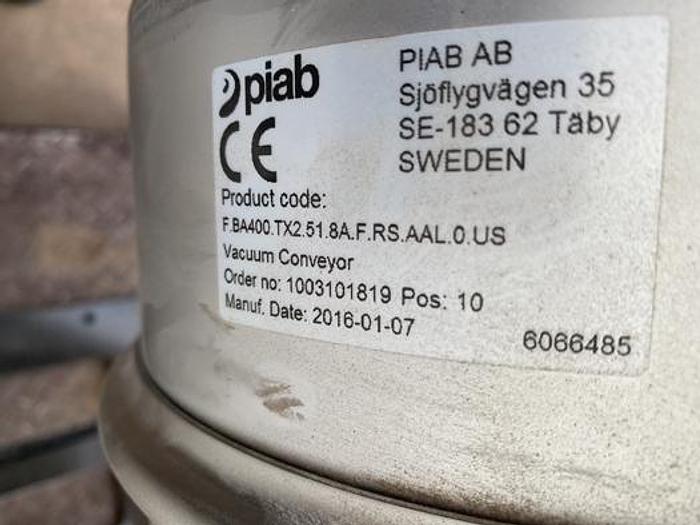 piab
PIAB AB
Sjöflygvägen 35
SE-183 62 Täby
SWEDEN
CE
Product code:
F.BA400.TX2.51.8A.F.RS.AAL.0.US
Vacuum Conveyor
Order no: 1003101819 Pos: 10
Manuf. Date: 2016-01-07
6066485